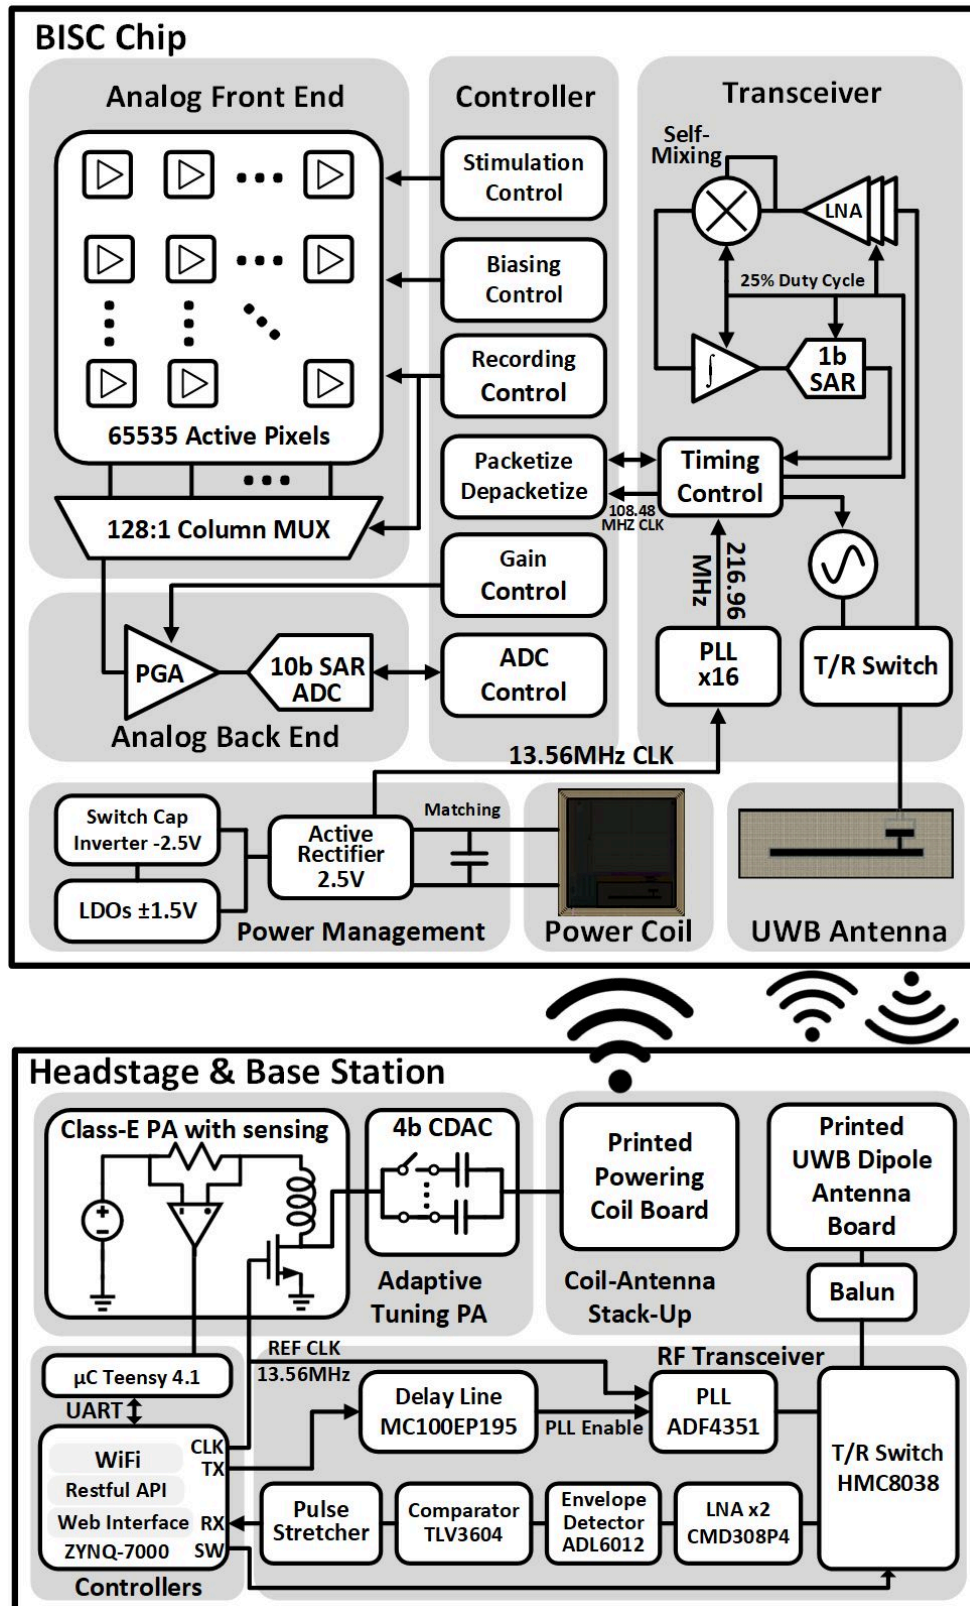 BISC Chip
Analog Front End
65535 Active Pixels
128:1 Column MUX
PGA
10b SAR
ADC
Analog Back End
Controller
Stimulation
Control
Biasing
Control
Recording
Control
Packetize
Depacketize
Gain
Control
ADC
Control
Transceiver
Self-
Mixing
LNA
25% Duty Cycle
∫
1b
SAR
Timing
Control
108.48
MHZ CLK
216.96
MHz
PLL
x16
T/R Switch
13.56MHz CLK
Switch Cap
Inverter -2.5V
LDOs ±1.5V
Active
Rectifier
2.5V
Matching
Power Management
Power Coil
UWB Antenna
Headstage & Base Station
Class-E PA with sensing
4b CDAC
Adaptive
Tuning PA
Printed
Powering
Coil Board
Printed
UWB Dipole
Antenna
Board
Coil-Antenna
Stack-Up
Balun
µC Teensy 4.1
UART
WiFi
Restful API
Web Interface
ZYNQ-7000
CLK
TX
RX
SW
Controllers
REF CLK
13.56MHz
RF Transceiver
Delay Line
MC100EP195
PLL Enable
PLL
ADF4351
T/R Switch
HMC8038
Pulse
Stretcher
Comparator
TLV3604
Envelope
Detector
ADL6012
LNA x2
CMD308P4